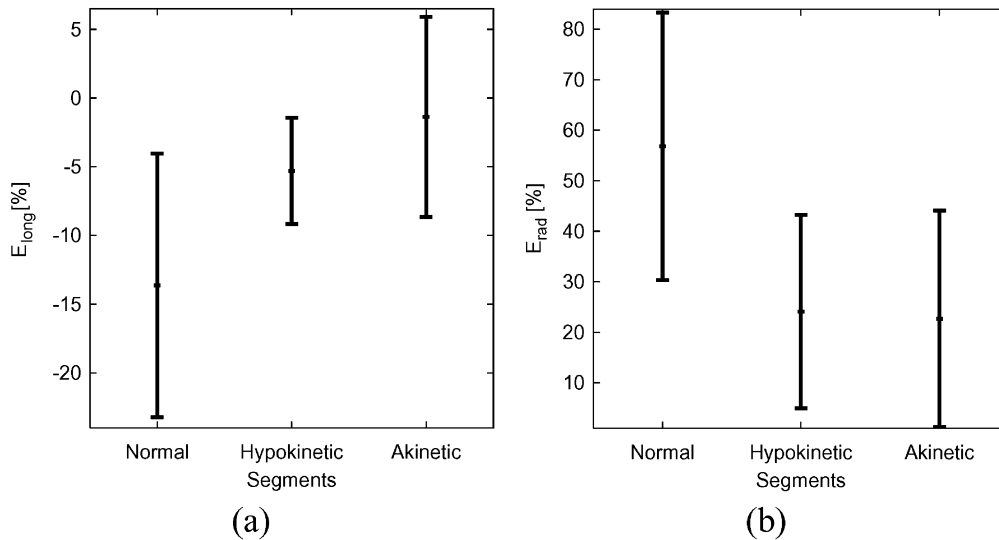 5
0
-5
-10
-15
-20
E_long [%]
Normal Hypokinetic Akinetic
Segments
(a)
80
70
60
50
40
30
20
10
E_rad [%]
Normal Hypokinetic Akinetic
Segments
(b)